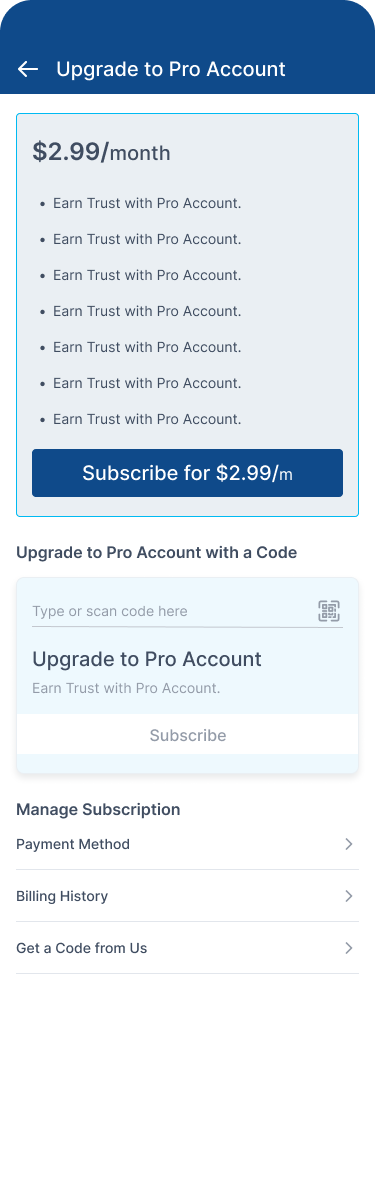 Upgrade to Pro Account
$2.99/month
• Earn Trust with Pro Account.
• Earn Trust with Pro Account.
• Earn Trust with Pro Account.
• Earn Trust with Pro Account.
• Earn Trust with Pro Account.
• Earn Trust with Pro Account.
• Earn Trust with Pro Account.
Subscribe for $2.99/m
Upgrade to Pro Account with a Code
Type or scan code here
Upgrade to Pro Account
Earn Trust with Pro Account.
Subscribe
Manage Subscription
Payment Method
Billing History
Get a Code from Us